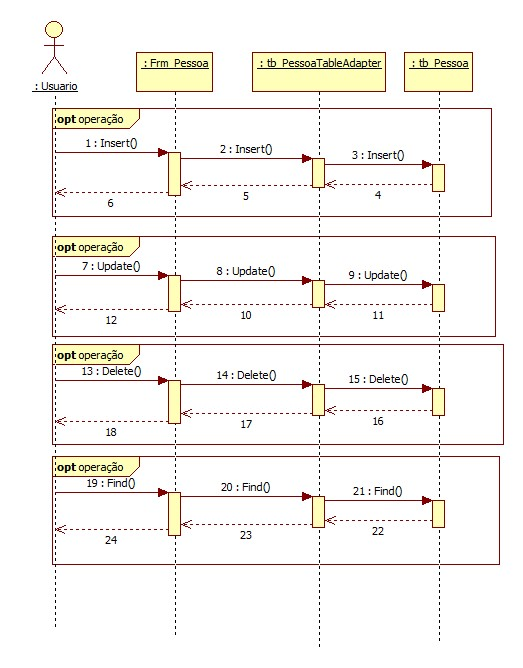 : Usuario
: Frm_Pessoa
: tb_PessoaTableAdapter
: tb_Pessoa
opt operação
1 : Insert()
2 : Insert()
3 : Insert()
4
5
6
opt operação
7 : Update()
8 : Update()
9 : Update()
10
11
12
opt operação
13 : Delete()
14 : Delete()
15 : Delete()
16
17
18
opt operação
19 : Find()
20 : Find()
21 : Find()
22
23
24